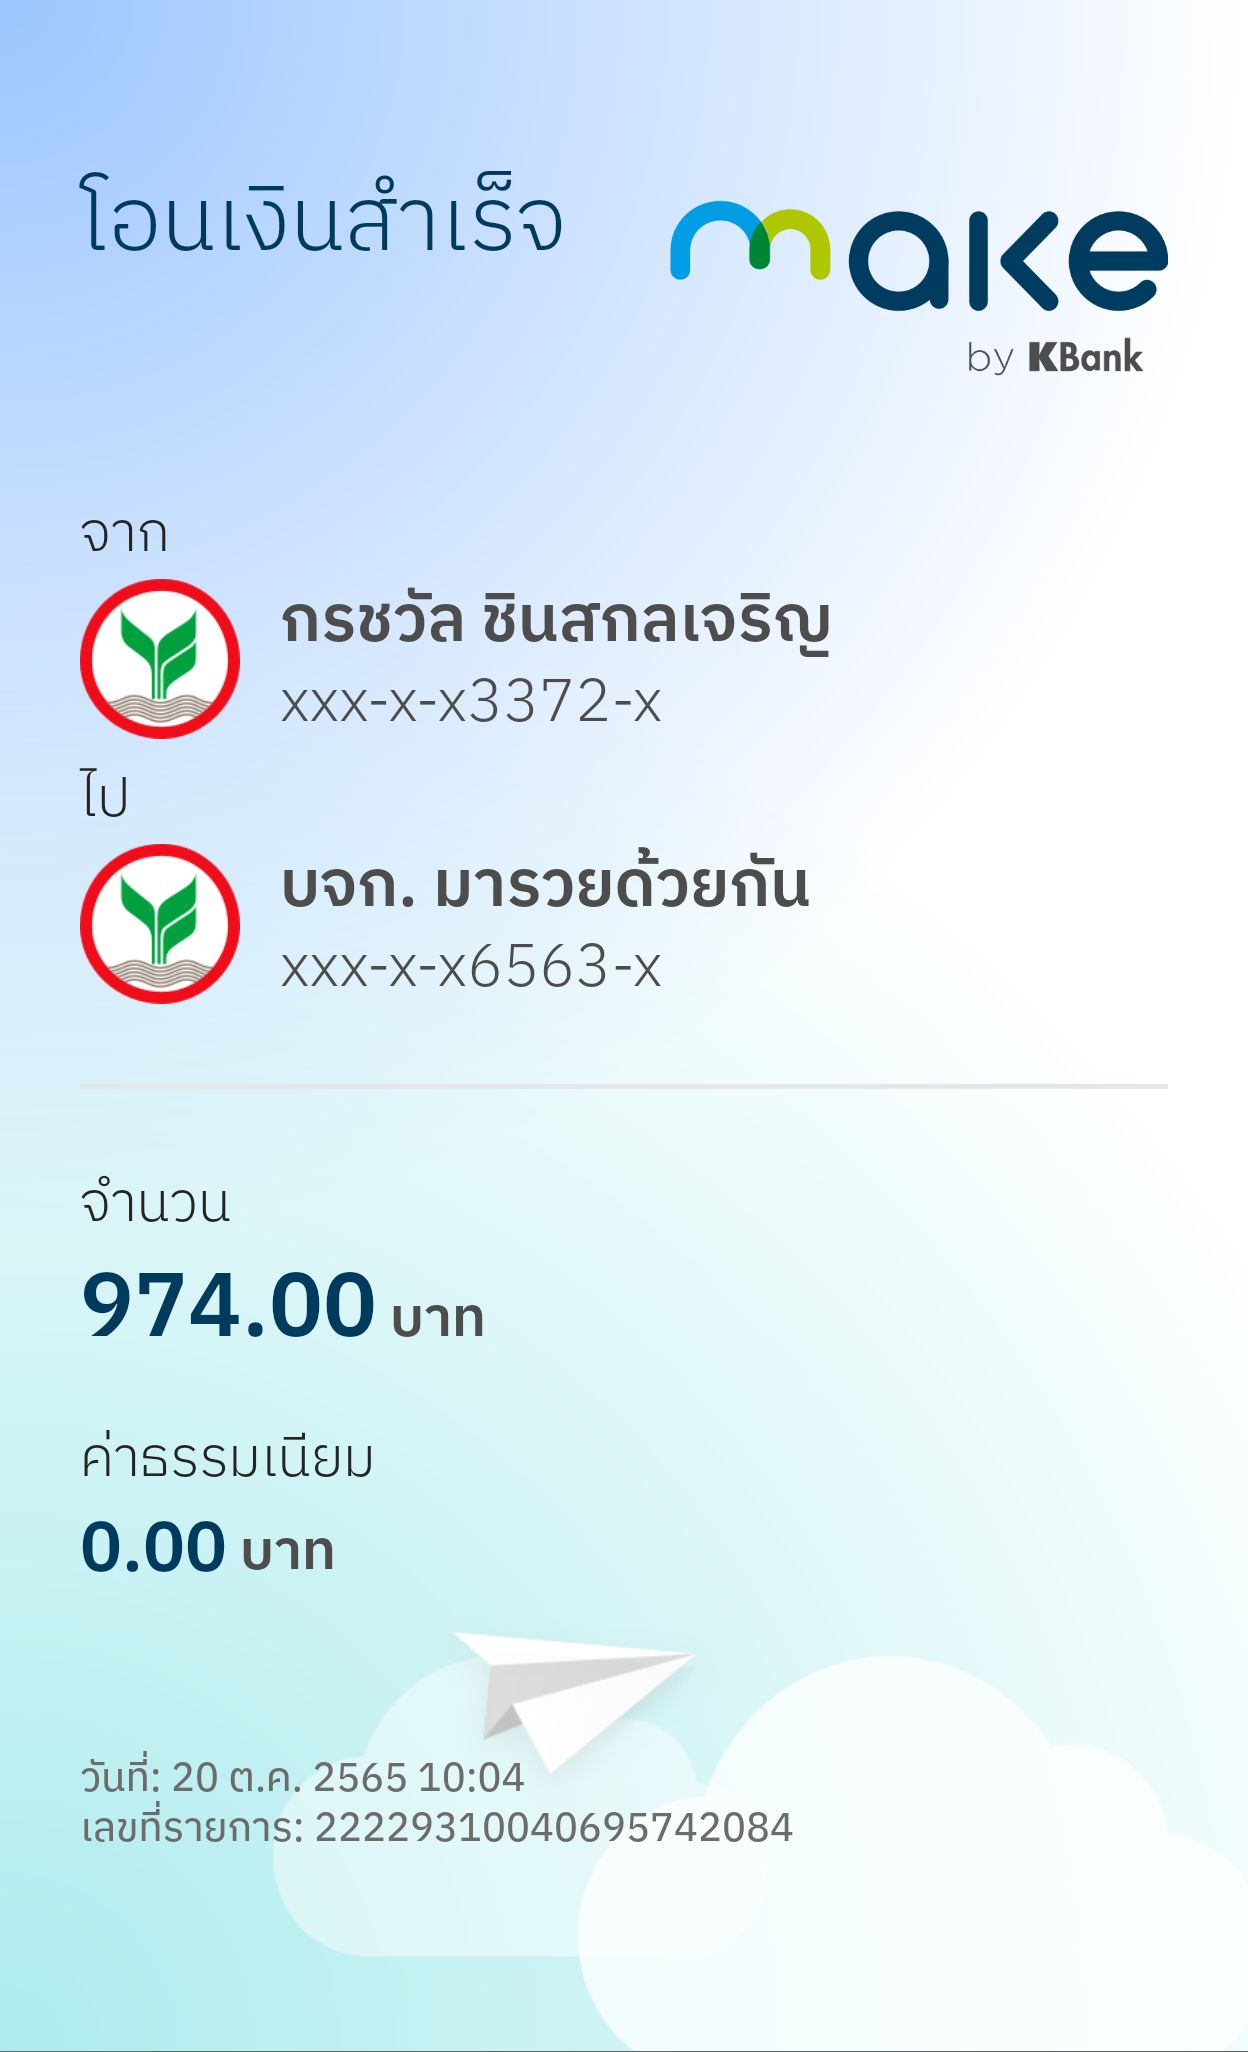 โอนเงินสำเร็จ
make
by KBank
จาก
กรชวัล ชินสกลเจริญ
xxx-x-x3372-x
ไป
บจก. มารวยด้วยกัน
xxx-x-x6563-x
จำนวน
974.00 บาท
ค่าธรรมเนียม
0.00 บาท
วันที่: 20 ต.ค. 2565 10:04
เลขที่รายการ: 22229310040695742084